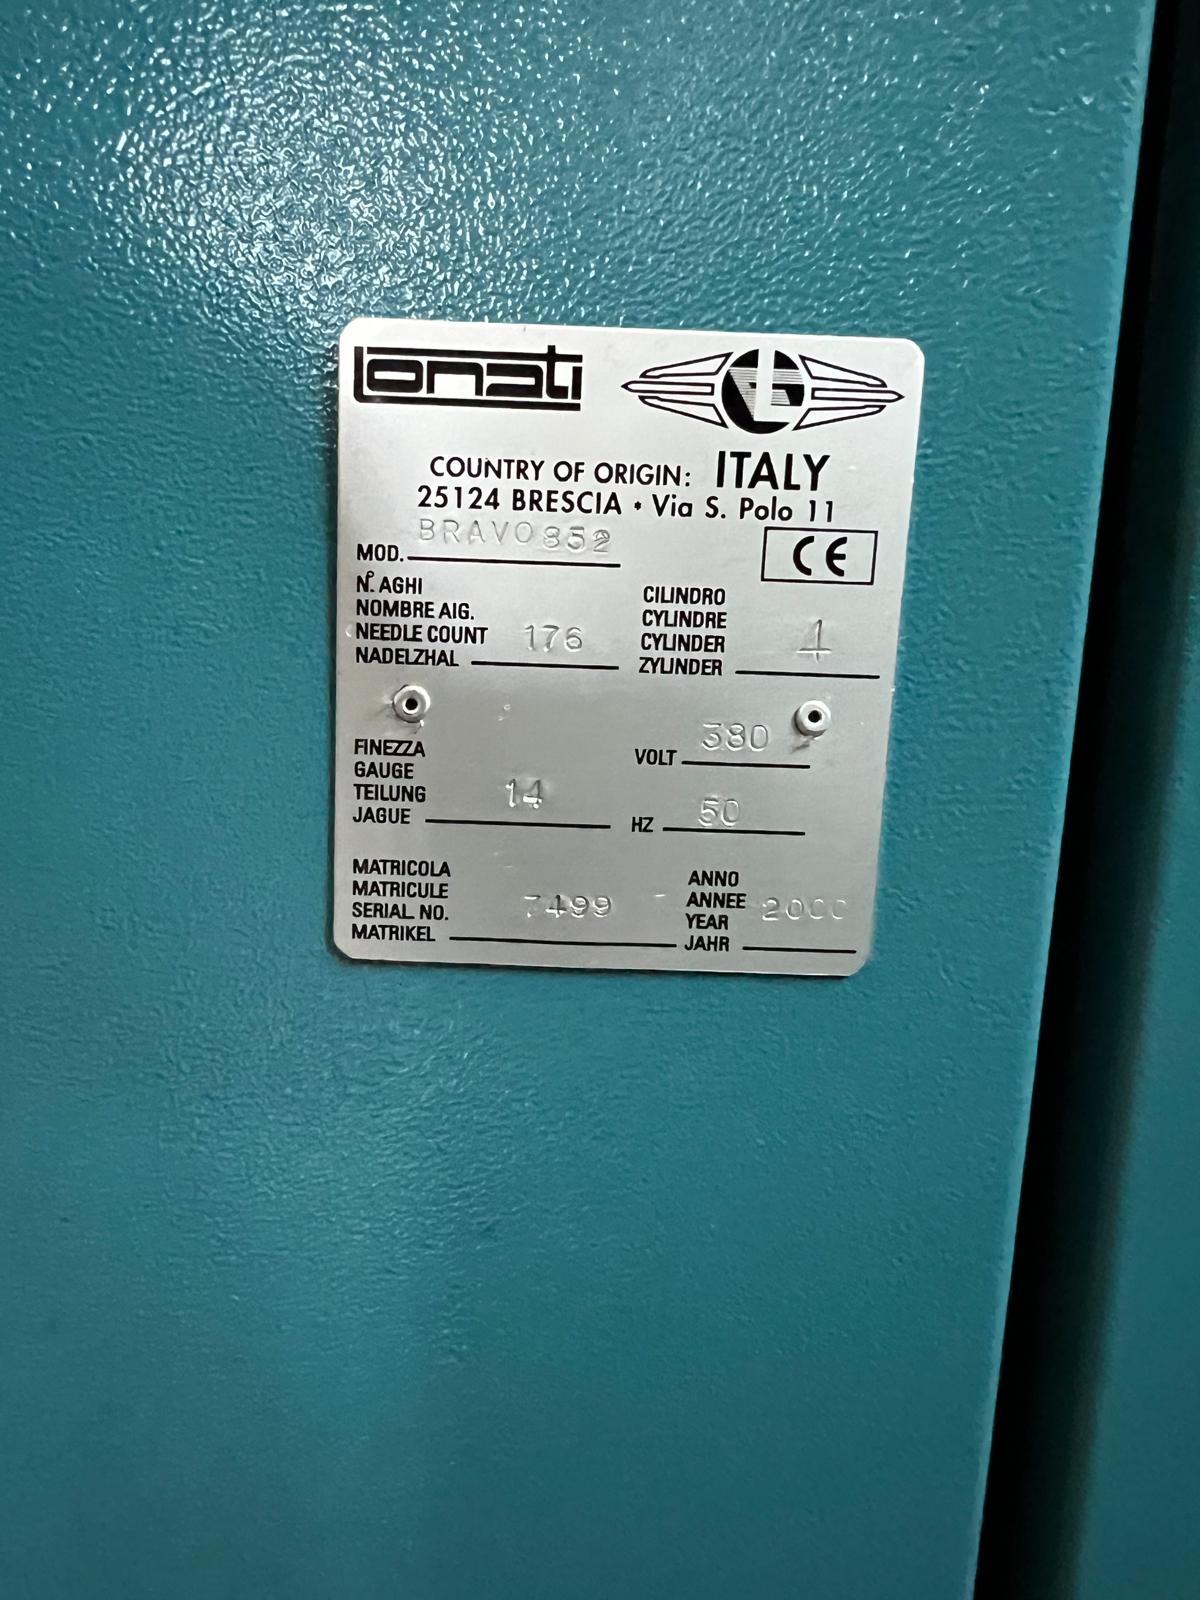 Lonati
COUNTRY OF ORIGIN: ITALY
25124 BRESCIA • Via S. Polo 11
MOD. BRAVO852
CE
N° AGHI
NOMBRE AIG.
NEEDLE COUNT 176
NADELZHAL
CILINDRO
CYLINDRE
CYLINDER 4
ZYLINDER
FINEZZA
GAUGE
TEILUNG 14
JAGUE
VOLT 380
HZ 50
MATRICOLA
MATRICULE
SERIAL NO. 7499
MATRIKEL
ANNO
ANNEE 2000
YEAR
JAHR